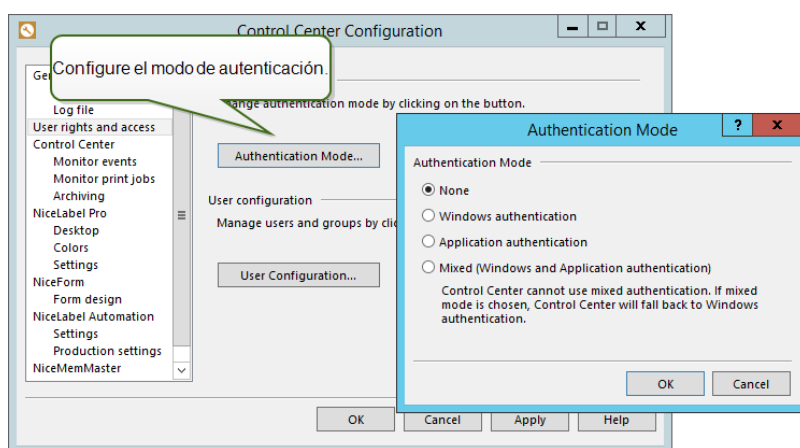 Control Center Configuration
Configure el modo de autenticación.
Ge
Log file
User rights and access
Control Center
Monitor events
Monitor print jobs
Archiving
NiceLabel Pro
Desktop
Colors
Settings
NiceForm
Form design
NiceLabel Automation
Settings
Production settings
NiceMemMaster
ange authentication mode by clicking on the button.
Authentication Mode...
User configuration
Manage users and groups by clic
User Configuration...
OK Cancel Apply Help
Authentication Mode
? x
Authentication Mode
None
Windows authentication
Application authentication
Mixed (Windows and Application authentication)
Control Center cannot use mixed authentication. If mixed
mode is chosen, Control Center will fall back to Windows
authentication.
OK Cancel